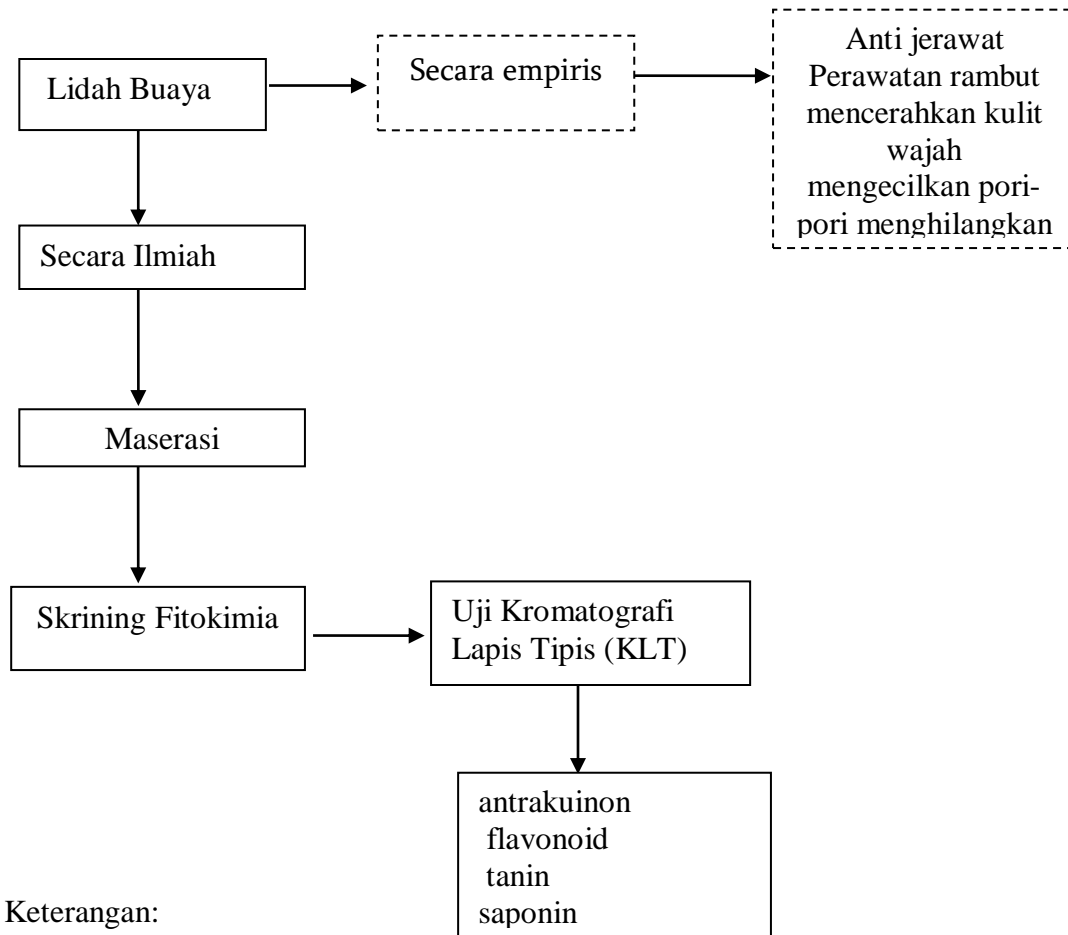 Lidah Buaya
Secara empiris
Anti jerawat
Perawatan rambut
mencerahkan kulit
wajah
mengecilkan pori-
pori menghilangkan
Secara Ilmiah
Maserasi
Skrining Fitokimia
Uji Kromatografi
Lapis Tipis (KLT)
antrakuinon
flavonoid
tanin
saponin
Keterangan: